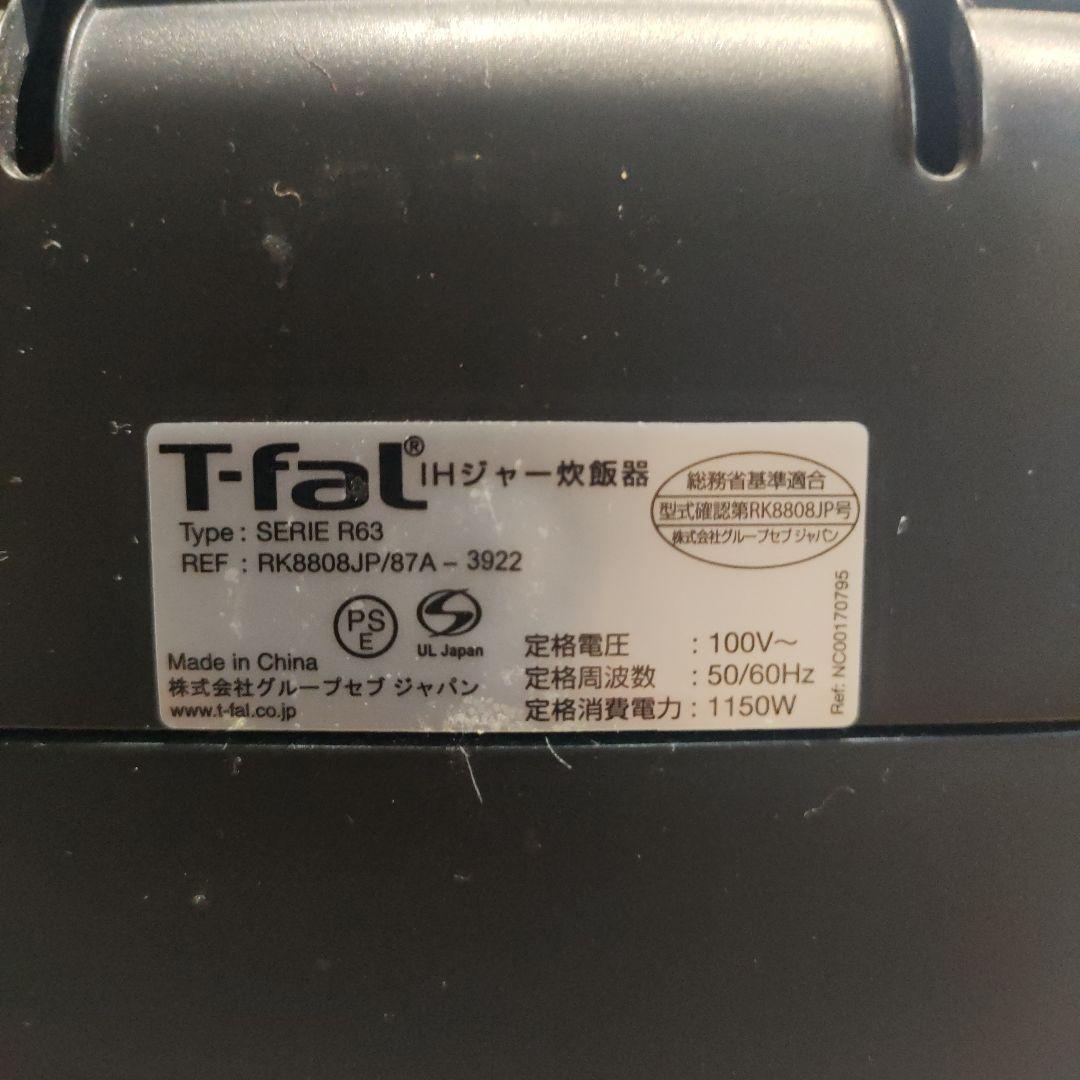 T-fal® IHジャー炊飯器
Type : SERIE R63
REF : RK8808JP/87A – 3922
総務省基準適合
型式確認第RK8808JP号
株式会社グループセブ ジャパン
PS
E
S
UL Japan
Made in China
株式会社グループセブ ジャパン
www.t-fal.co.jp
定格電圧 : 100V～
定格周波数 : 50/60Hz
定格消費電力 : 1150W
Ref: NC00170795